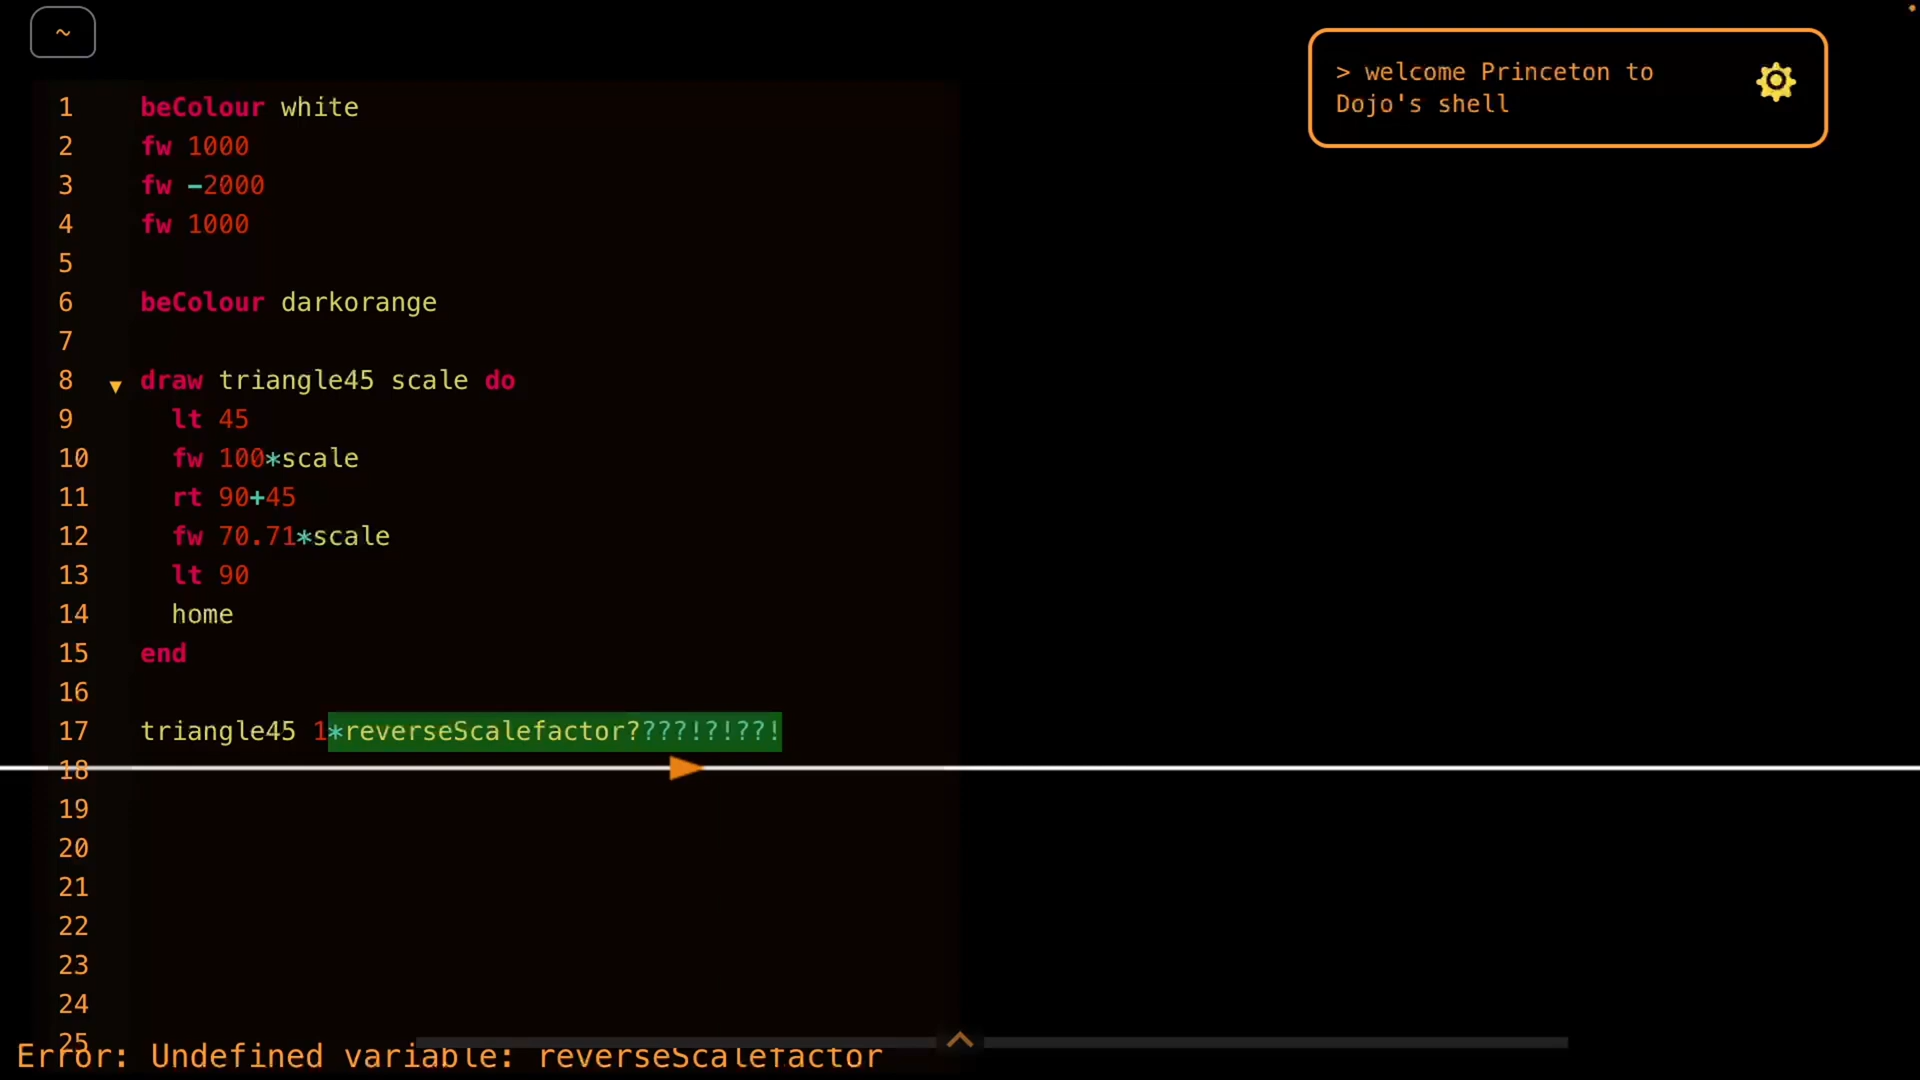 ~
> welcome Princeton to
Dojo's shell
1 beColour white
2 fw 1000
3 fw -2000
4 fw 1000
5
6 beColour darkorange
7
8 ▼ draw triangle45 scale do
9 lt 45
10 fw 100*scale
11 rt 90+45
12 fw 70.71*scale
13 lt 90
14 home
15 end
16
17 triangle45 1*reverseScalefactor????!?!??!
18
19
20
21
22
23
24
25
Error: Undefined variable: reverseScalefactor